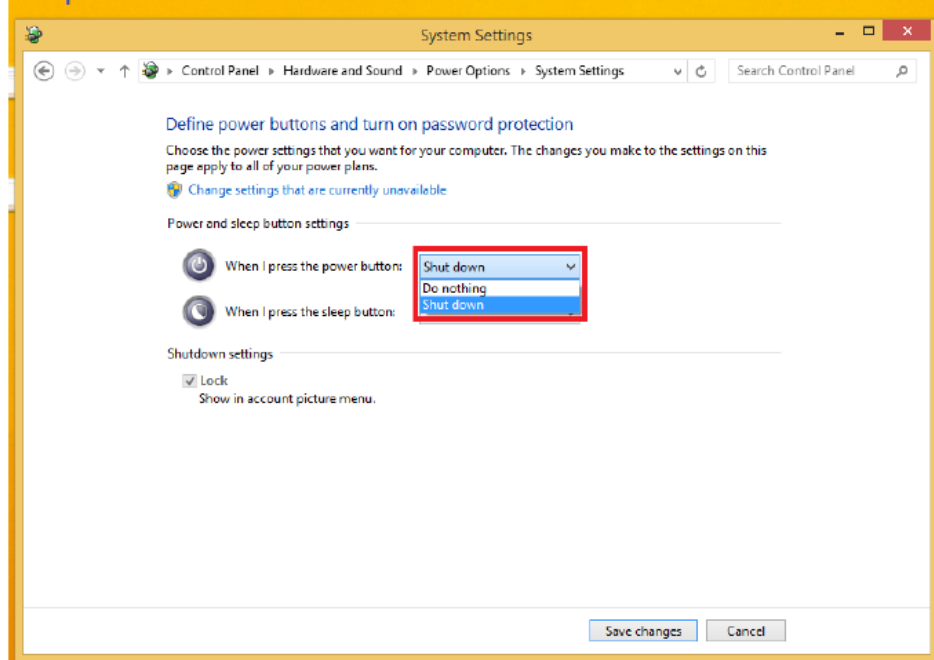 System Settings
Control Panel Hardware and Sound Power Options System Settings Search Control Panel
Define power buttons and turn on password protection
Choose the power settings that you want for your computer. The changes you make to the settings on this
page apply to all of your power plans.
Change settings that are currently unavailable
Power and sleep button settings
When I press the power button: Shut down
Do nothing
Shut down
When I press the sleep button:
Shutdown settings
Lock
Show in account picture menu.
Save changes Cancel